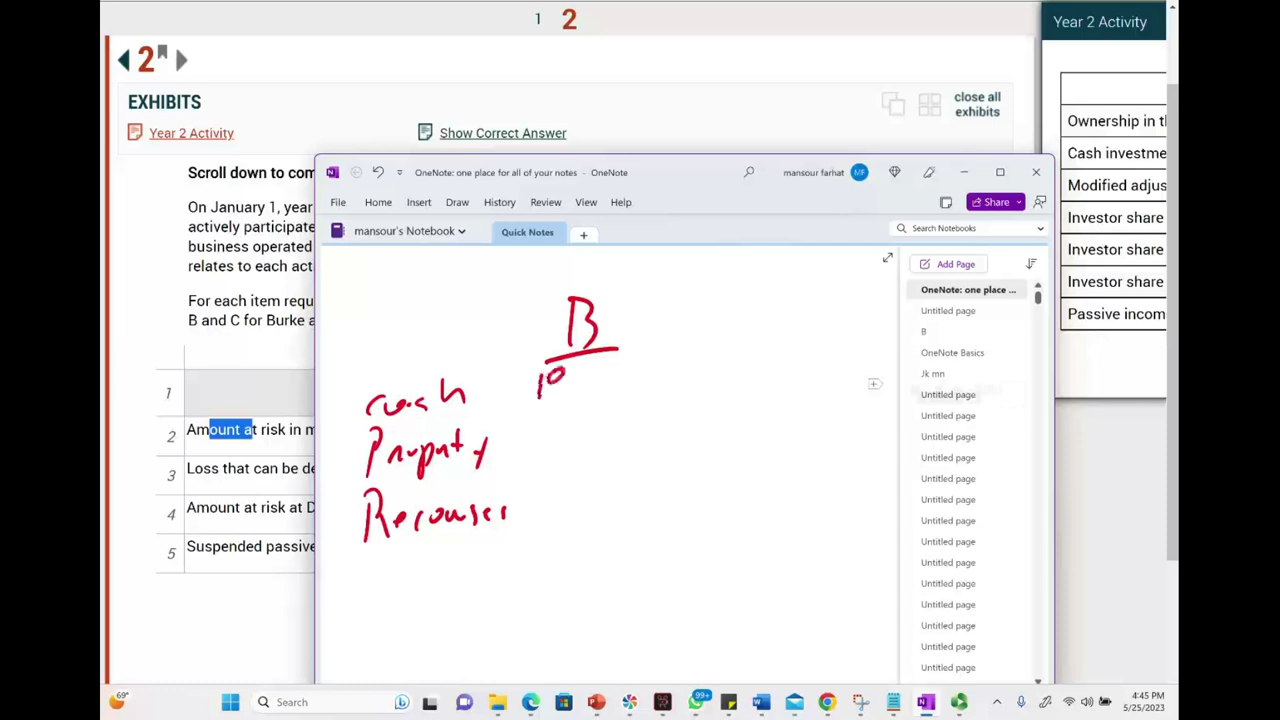 1 2
Year 2 Activity
2
EXHIBITS
close all
exhibits
Year 2 Activity
Show Correct Answer
Ownership in th
Cash investme
Modified adjus
Investor share
Investor share
Investor share
Passive incom
Scroll down to com
On January 1, year
actively participate
business operated
relates to each act
For each item requ
B and C for Burke a
1
2 Amount at risk in m
3 Loss that can be de
4 Amount at risk at D
5 Suspended passive
OneNote: one place for all of your notes - OneNote
mansour farhat MF
File Home Insert Draw History Review View Help
Share
mansour's Notebook
Quick Notes
+
Search Notebooks
Add Page
OneNote: one place ...
Untitled page
B
OneNote Basics
Jk mn
Untitled page
Untitled page
Untitled page
Untitled page
Untitled page
Untitled page
Untitled page
Untitled page
Untitled page
Untitled page
Untitled page
Untitled page
Untitled page
Untitled page
B
10
cash
Property
Recourse
69°
Search
99+
4:45 PM
5/25/2023